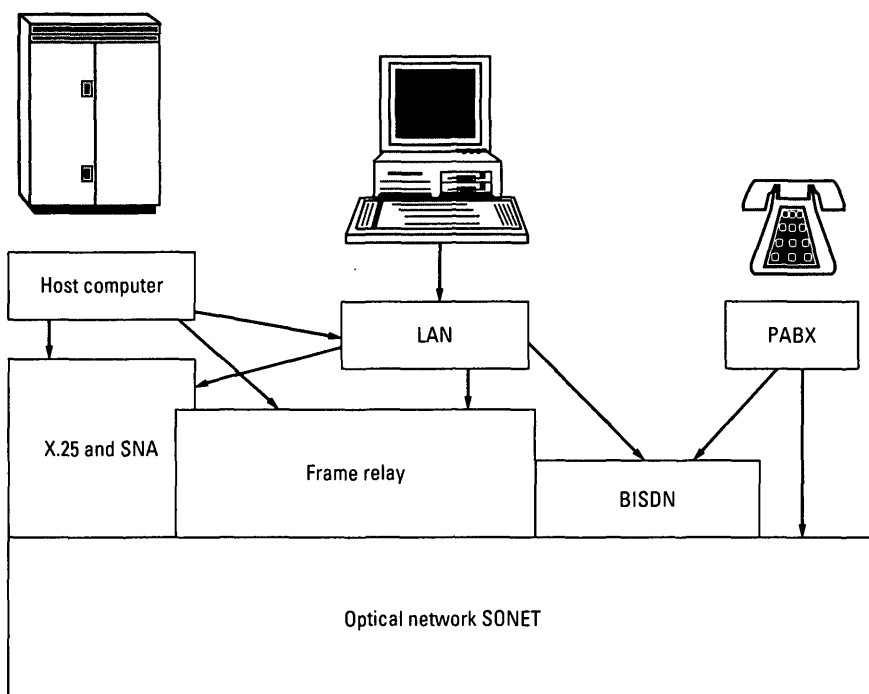 Host computer
LAN
PABX
X.25 and SNA
Frame relay
BISDN
Optical network SONET